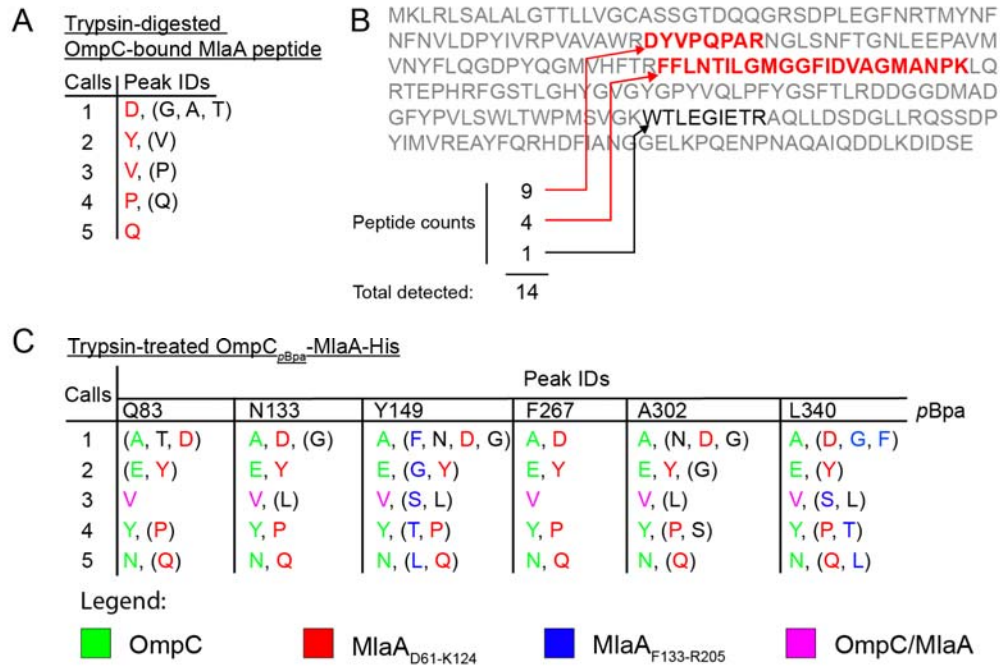 A
Trypsin-digested
OmpC-bound MlaA peptide
Calls Peak IDs
1 D, (G, A, T)
2 Y, (V)
3 V, (P)
4 P, (Q)
5 Q
B
MKLRLSALALGTTLLVGCASSGTDQQGRSDPLEGFNRTMYNF
NFNVLDPYIVRPVAVAWRDYVPQPARNGLSNFTGNLEEPAVM
VNYFLQGDPYQGMVHFTRFFLNTILGMGGFIDVAGMANPKLQ
RTEPHRFGSTLGHYGVGYGPYVQLPFYGSFTLRDDGGDMAD
GFYPVLSWLTWPMSVGKWTLEGIETRAQLLDSDGLLRQSSDP
YIMVREAYFQRHDFIANGGELKPQENPNAQAIQDDLKDIDSE
9
Peptide counts 4
1
Total detected: 14
C
Trypsin-treated OmpCpBpa-MlaA-His
Calls Peak IDs
Q83 N133 Y149 F267 A302 L340 pBpa
1 (A, T, D) A, D, (G) A, (F, N, D, G) A, D A, (N, D, G) A, (D, G, F)
2 (E, Y) E, Y E, (G, Y) E, Y E, Y, (G) E, (Y)
3 V V, (L) V, (S, L) V V, (L) V, (S, L)
4 Y, (P) Y, P Y, (T, P) Y, P Y, (P, S) Y, (P, T)
5 N, (Q) N, Q N, (L, Q) N, Q N, (Q) N, (Q, L)
Legend:
OmpC MlaAD61-K124 MlaAF133-R205 OmpC/MlaA